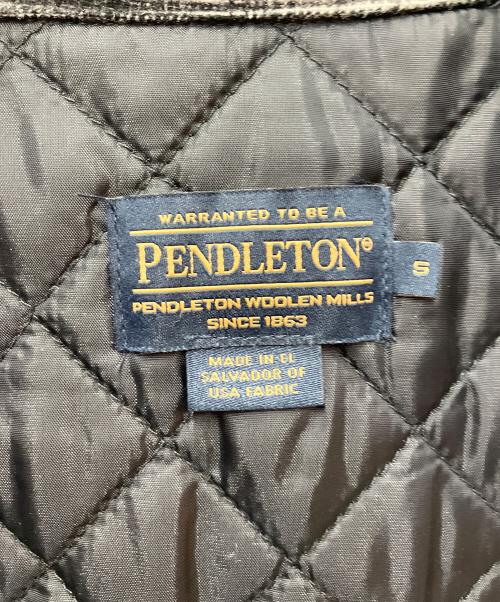 WARRANTED TO BE A
PENDLETON®
PENDLETON WOOLEN MILLS
SINCE 1863
S
MADE IN EL
SALVADOR OF
USA FABRIC